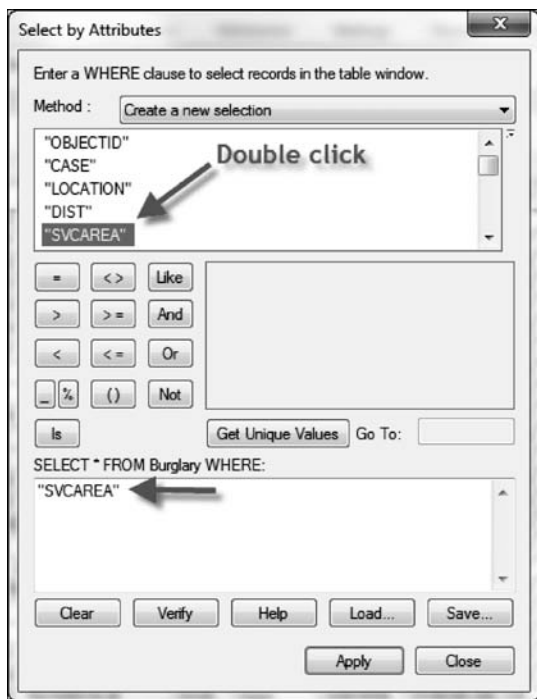 Select by Attributes
Enter a WHERE clause to select records in the table window.
Method : Create a new selection
"OBJECTID"
"CASE"
"LOCATION"
"DIST"
"SVCAREA"
Double click
= <> Like
> > = And
< < = Or
_ % () Not
Is Get Unique Values Go To:
SELECT * FROM Burglary WHERE:
"SVCAREA"
Clear Verify Help Load... Save...
Apply Close